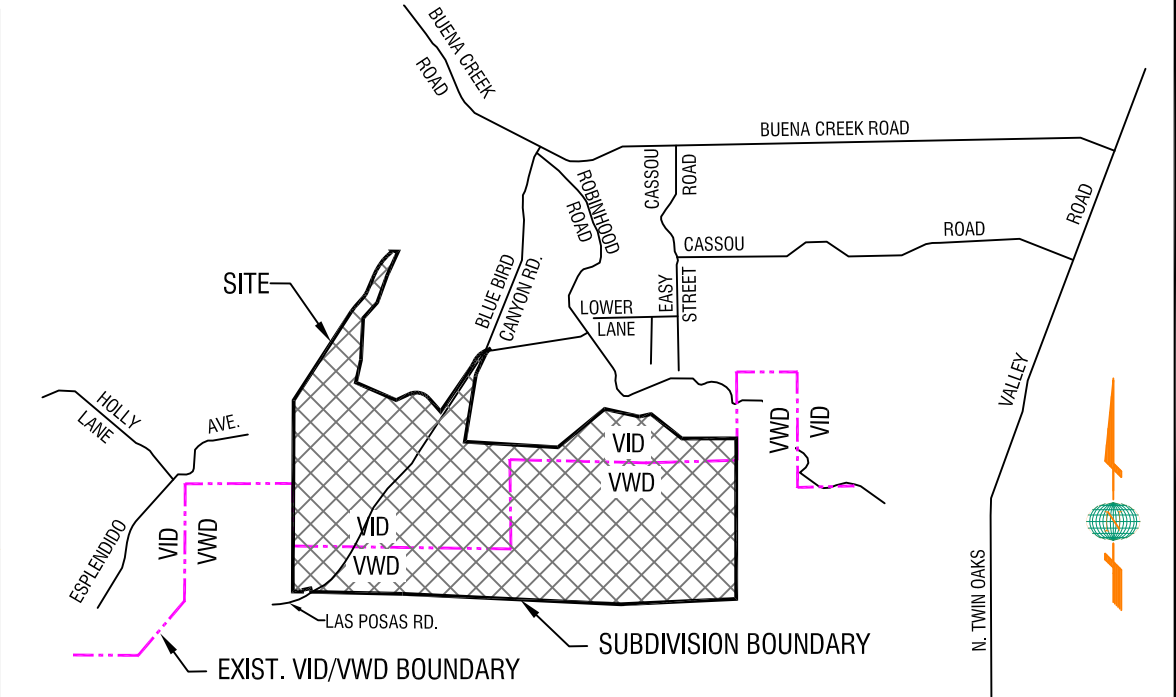 BUENA CREEK
ROAD
BUENA CREEK ROAD
CASSOU
ROAD
ROBINHOOD
ROAD
ROAD
CASSOU
ROAD
SITE
BLUE BIRD
CANYON RD.
EASY
STREET
LOWER
LANE
VALLEY
HOLLY
LANE
AVE.
VWD
VID
VID
VWD
VID
VWD
VID
VWD
ESPLENDIDO
N. TWIN OAKS
LAS POSAS RD.
SUBDIVISION BOUNDARY
EXIST. VID/VWD BOUNDARY